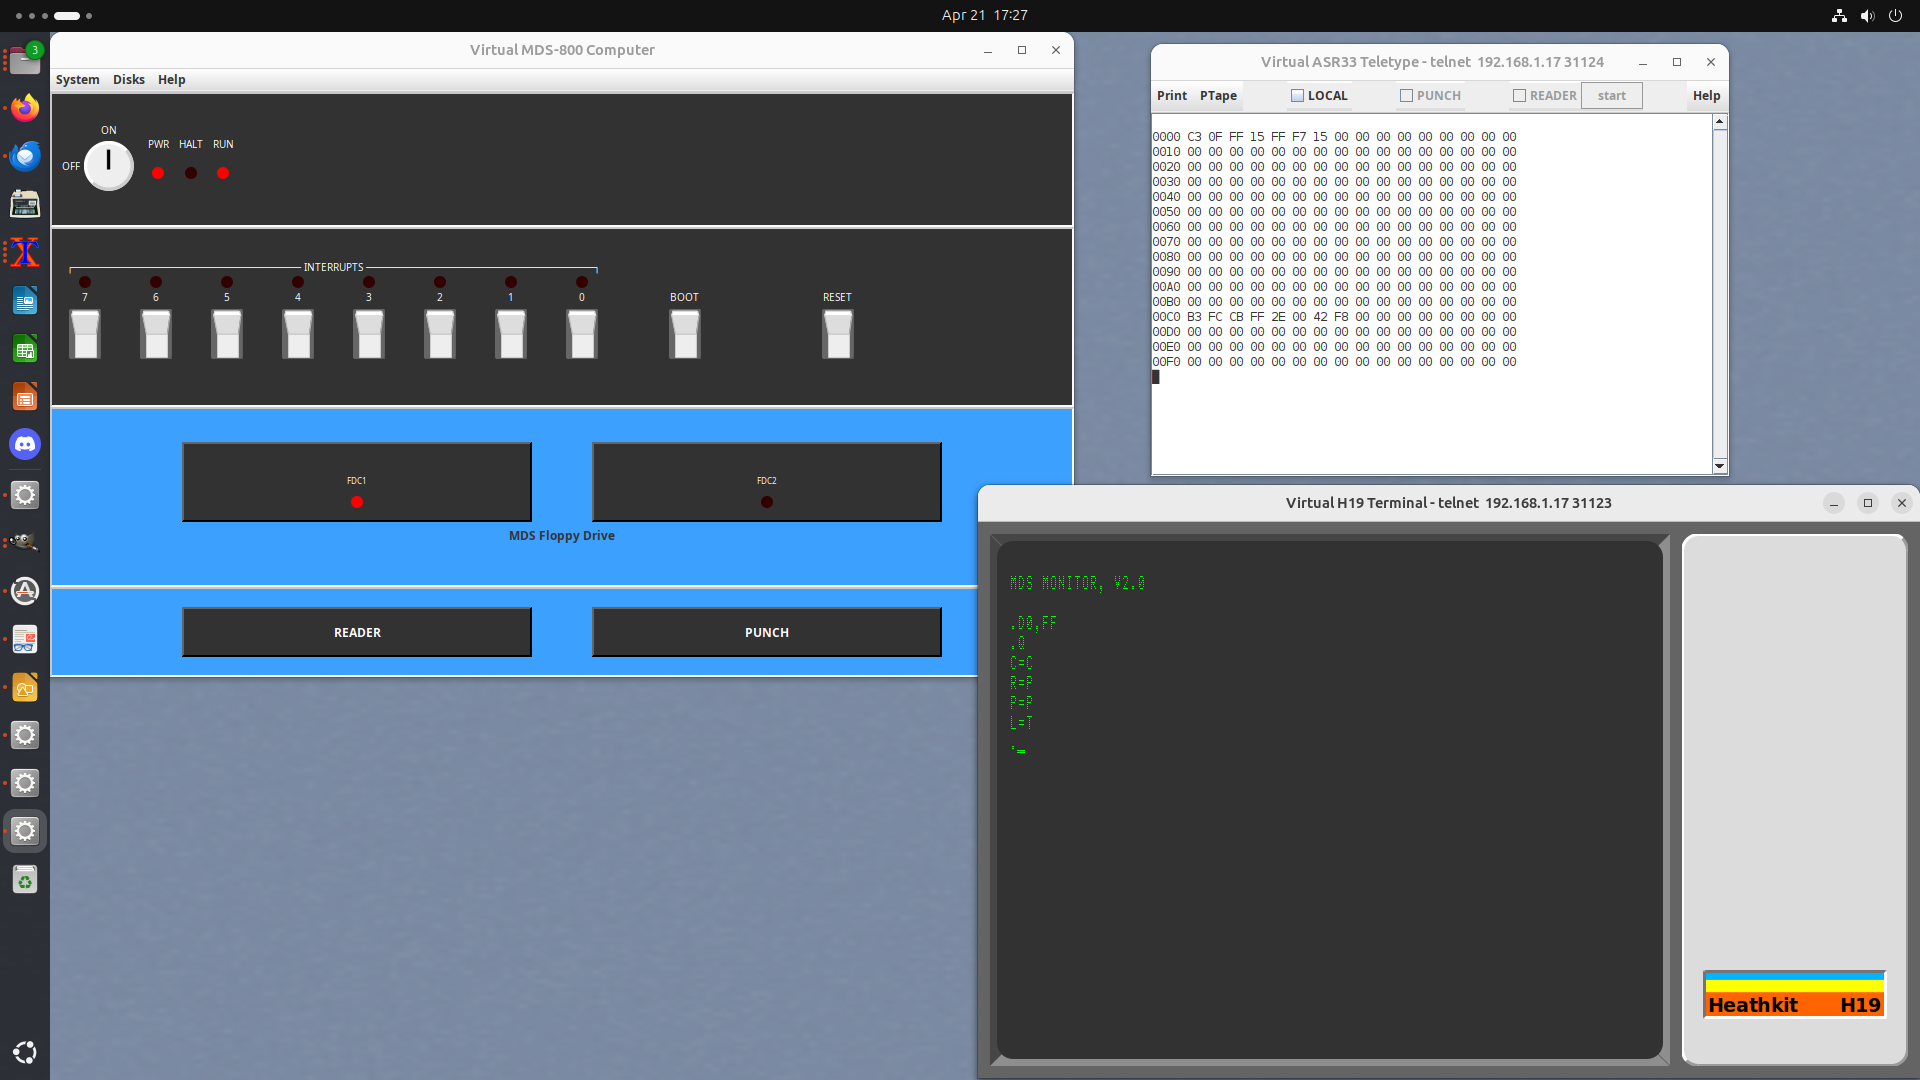 Apr 21 17:27
3
Virtual MDS-800 Computer
System Disks Help
ON
OFF
PWR HALT RUN
INTERRUPTS
7 6 5 4 3 2 1 0
BOOT
RESET
FDC1
FDC2
MDS Floppy Drive
READER
PUNCH
Virtual ASR33 Teletype - telnet 192.168.1.17 31124
Print PTape LOCAL PUNCH READER start Help
0000 C3 0F FF 15 FF F7 15 00 00 00 00 00 00 00 00 00
0010 00 00 00 00 00 00 00 00 00 00 00 00 00 00 00 00
0020 00 00 00 00 00 00 00 00 00 00 00 00 00 00 00 00
0030 00 00 00 00 00 00 00 00 00 00 00 00 00 00 00 00
0040 00 00 00 00 00 00 00 00 00 00 00 00 00 00 00 00
0050 00 00 00 00 00 00 00 00 00 00 00 00 00 00 00 00
0060 00 00 00 00 00 00 00 00 00 00 00 00 00 00 00 00
0070 00 00 00 00 00 00 00 00 00 00 00 00 00 00 00 00
0080 00 00 00 00 00 00 00 00 00 00 00 00 00 00 00 00
0090 00 00 00 00 00 00 00 00 00 00 00 00 00 00 00 00
00A0 00 00 00 00 00 00 00 00 00 00 00 00 00 00 00 00
00B0 00 00 00 00 00 00 00 00 00 00 00 00 00 00 00 00
00C0 B3 FC CB FF 2E 00 42 F8 00 00 00 00 00 00 00 00
00D0 00 00 00 00 00 00 00 00 00 00 00 00 00 00 00 00
00E0 00 00 00 00 00 00 00 00 00 00 00 00 00 00 00 00
00F0 00 00 00 00 00 00 00 00 00 00 00 00 00 00 00 00
Virtual H19 Terminal - telnet 192.168.1.17 31123
MDS MONITOR, V2.0
.D0,FF
.Q
C=C
R=P
P=P
L=T
Heathkit H19